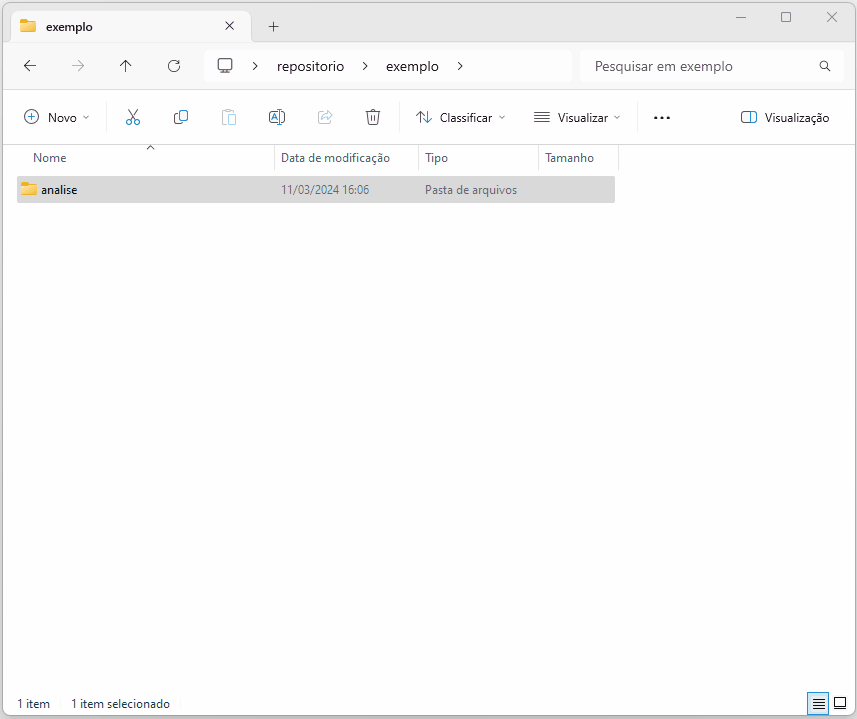 exemplo
repositorio exemplo
Pesquisar em exemplo
Novo
A
Classificar
Visualizar
Visualização
Nome
Data de modificação
Tipo
Tamanho
analise
11/03/2024 16:06
Pasta de arquivos
1 item
1 item selecionado